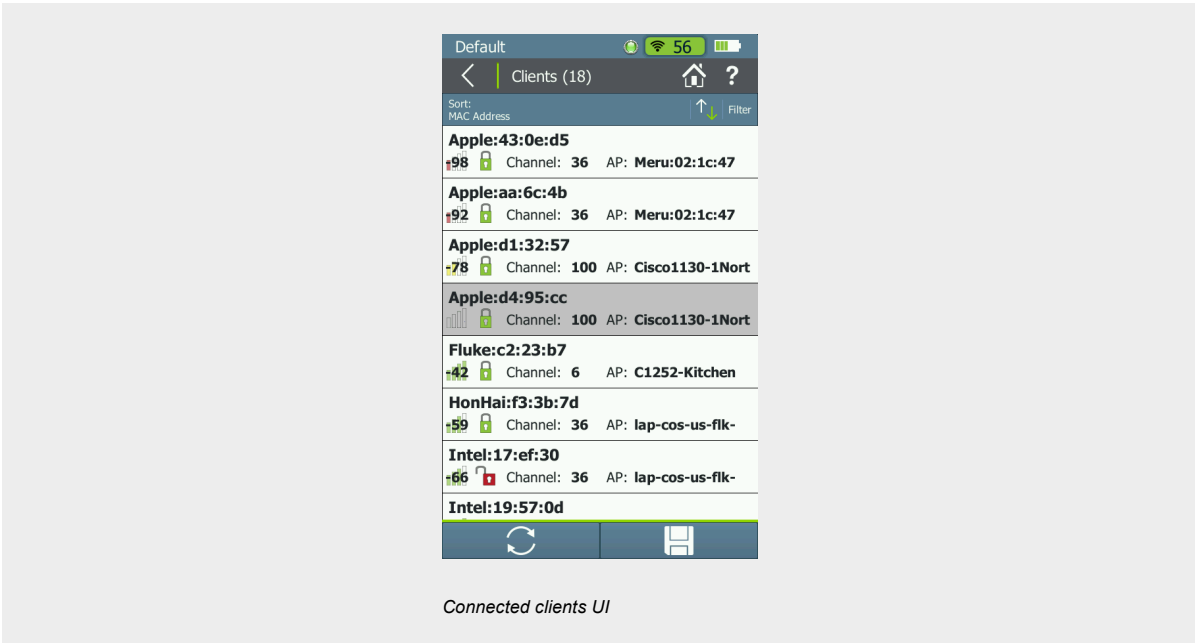 Default 56
Clients (18) ?
Sort:
MAC Address Filter
Apple:43:0e:d5
-98 Channel: 36 AP: Meru:02:1c:47
Apple:aa:6c:4b
-92 Channel: 36 AP: Meru:02:1c:47
Apple:d1:32:57
-78 Channel: 100 AP: Cisco1130-1Nort
Apple:d4:95:cc
Channel: 100 AP: Cisco1130-1Nort
Fluke:c2:23:b7
-42 Channel: 6 AP: C1252-Kitchen
HonHai:f3:3b:7d
-59 Channel: 36 AP: lap-cos-us-flk-
Intel:17:ef:30
-66 Channel: 36 AP: lap-cos-us-flk-
Intel:19:57:0d
Connected clients UI